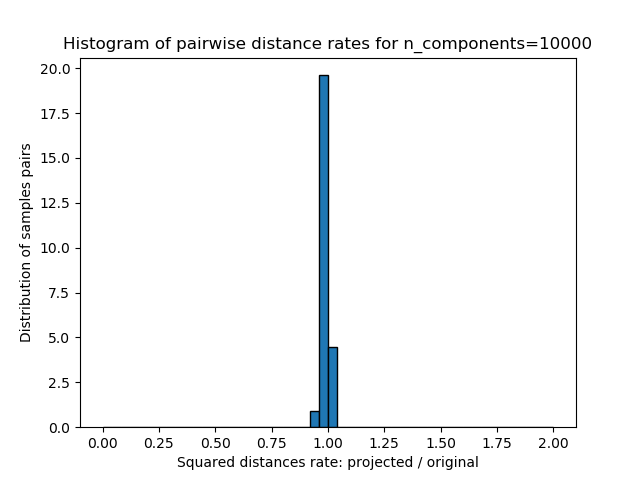 Histogram of pairwise distance rates for n_components=10000
20.0
17.5
15.0
12.5
10.0
7.5
5.0
2.5
0.0
Distribution of samples pairs
0.00 0.25 0.50 0.75 1.00 1.25 1.50 1.75 2.00
Squared distances rate: projected / original